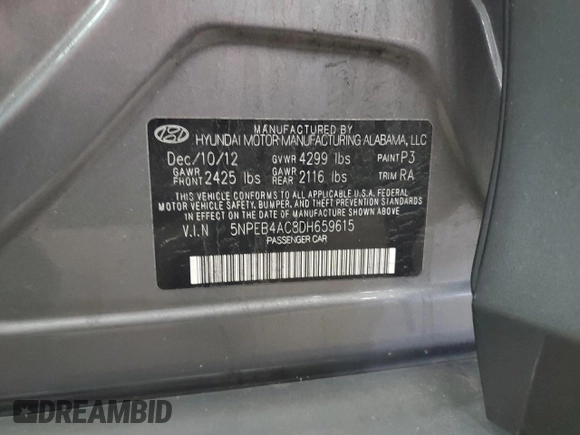 MANUFACTURED BY
HYUNDAI MOTOR MANUFACTURING ALABAMA, LLC
Dec/10/12 GVWR 4299 lbs PAINT P3
GAWR FRONT 2425 lbs GAWR REAR 2116 lbs TRIM RA
THIS VEHICLE CONFORMS TO ALL APPLICABLE U.S.A. FEDERAL
MOTOR VEHICLE SAFETY, BUMPER, AND THEFT PREVENTION STANDARDS
IN EFFECT ON THE DATE OF MANUFACTURE SHOWN ABOVE.
V.I.N 5NPEB4AC8DH659615
PASSENGER CAR
DREAMBID